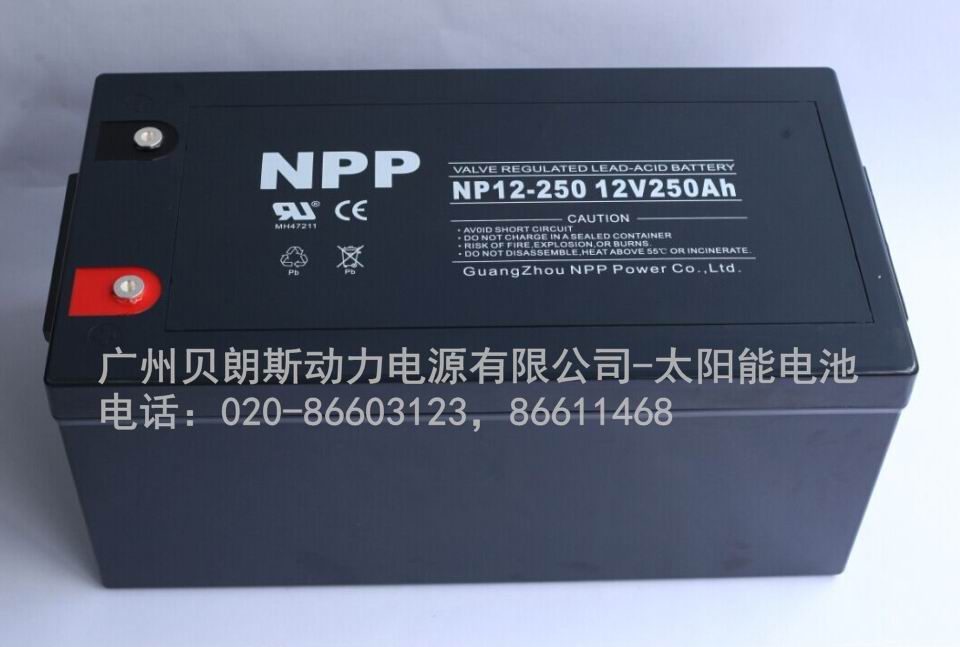 NPP
MH47211
Pb
Pb
VALVE REGULATED LEAD-ACID BATTERY
NP12-250 12V250Ah
CAUTION
• AVOID SHORT CIRCUIT
• DO NOT CHARGE IN A SEALED CONTAINER
• RISK OF FIRE,EXPLOSION,OR BURNS.
• DO NOT DISASSEMBLE,HEAT ABOVE 55℃ OR INCINERATE.
GuangZhou NPP Power Co.,Ltd.
广州贝朗斯动力电源有限公司-太阳能电池
电话：020-86603123，86611468